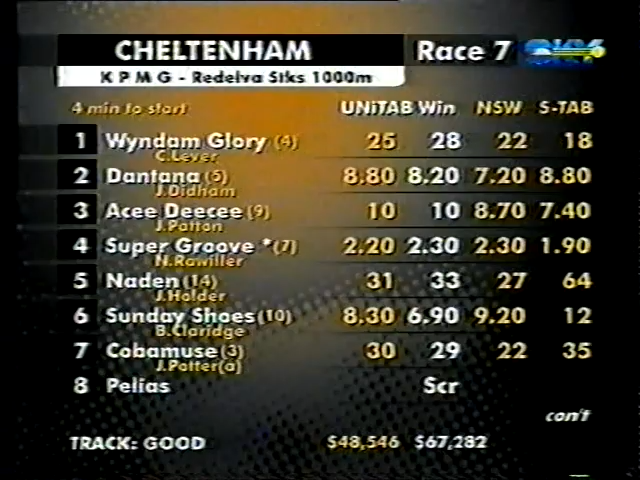 CHELTENHAM Race 7 SKY
K P M G - Redelva Stks 1000m
4 min to start UNiTAB Win NSW S-TAB
1 Wyndam Glory (4) 25 28 22 18
C.Lever
2 Dantana (5) 8.80 8.20 7.20 8.80
J.Didham
3 Acee Deecee (9) 10 10 8.70 7.40
J.Patton
4 Super Groove *(7) 2.20 2.30 2.30 1.90
N.Rawiller
5 Naden (14) 31 33 27 64
J.Holder
6 Sunday Shoes (10) 8.30 6.90 9.20 12
B.Claridge
7 Cobamuse (3) 30 29 22 35
J.Potter(a)
8 Pelias Scr
con't
TRACK: GOOD $48,546 $67,282